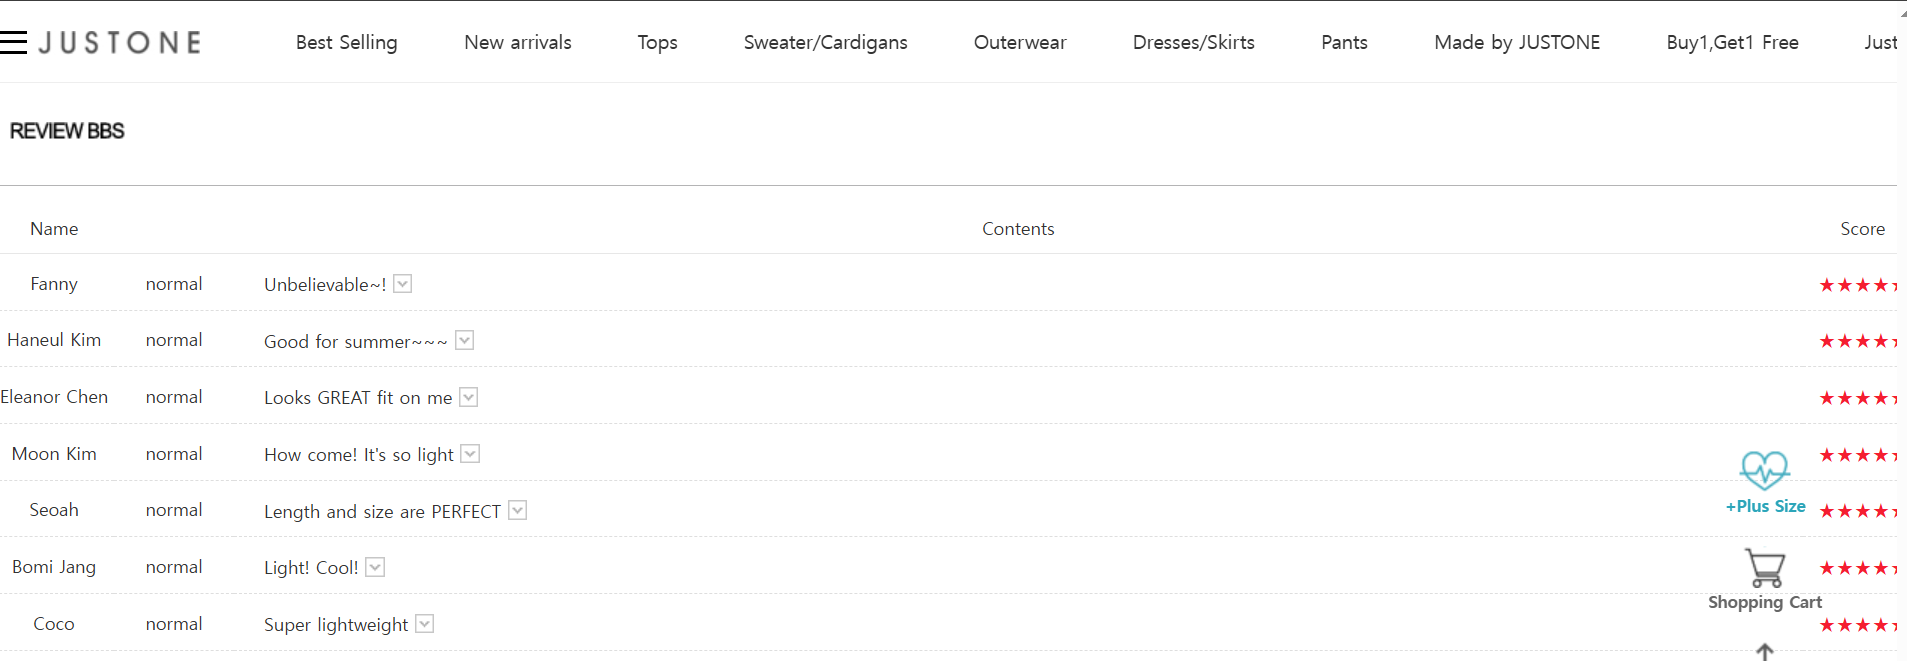 JUSTONE Best Selling New arrivals Tops Sweater/Cardigans Outerwear Dresses/Skirts Pants Made by JUSTONE Buy1,Get1 Free Just
REVIEW BBS
Name Contents Score
Fanny normal Unbelievable~! ★★★★
Haneul Kim normal Good for summer~~~ ★★★★
Eleanor Chen normal Looks GREAT fit on me ★★★★
Moon Kim normal How come! It's so light ★★★★
+Plus Size
Seoah normal Length and size are PERFECT ★★★★
Bomi Jang normal Light! Cool! ★★★★
Shopping Cart
Coco normal Super lightweight ★★★★